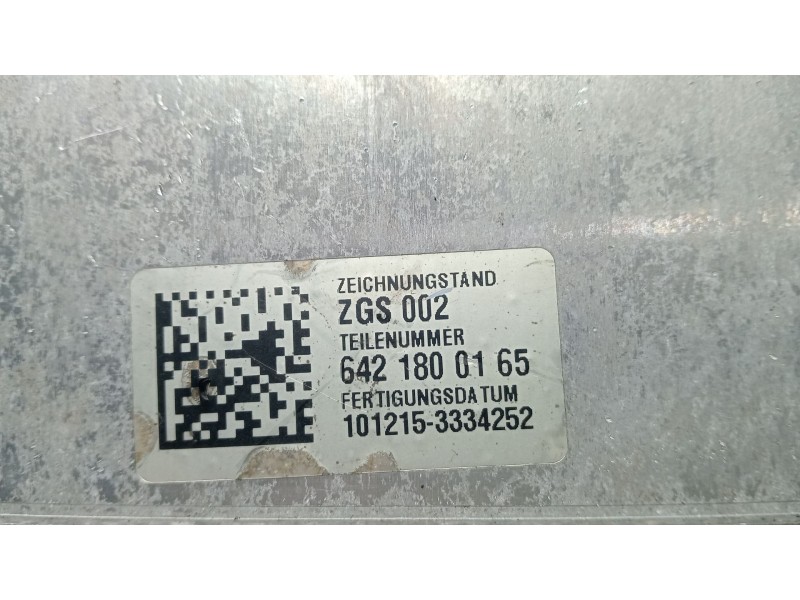 ZEICHNUNGSTAND
ZGS 002
TEILENUMMER
642 180 01 65
FERTIGUNGSDATUM
101215-3334252